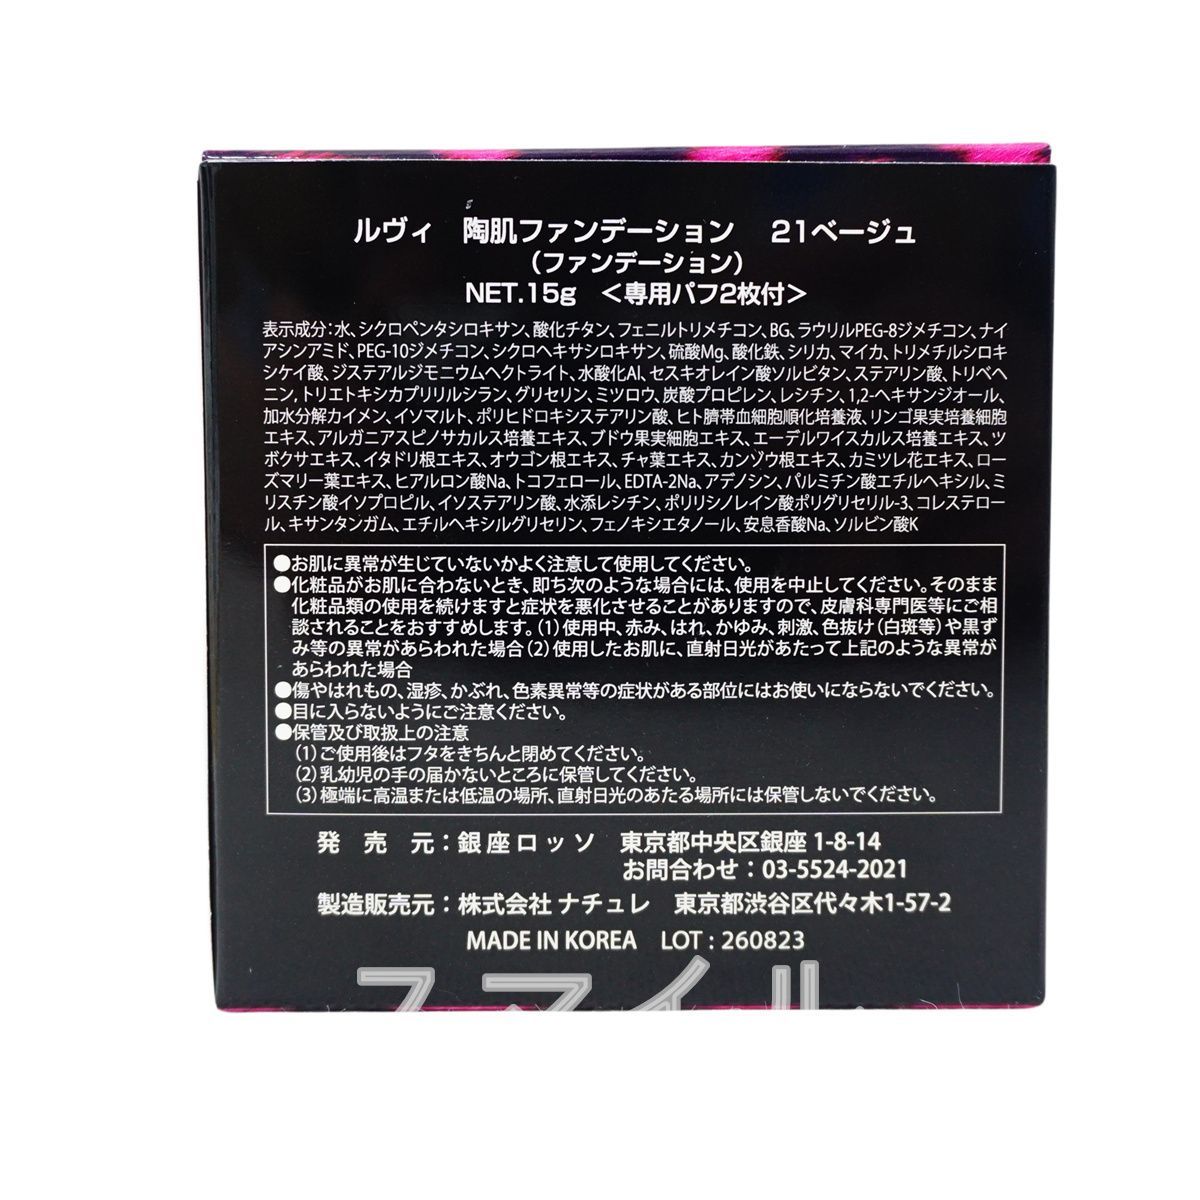 ルヴィ 陶肌ファンデーション 21ベージュ
(ファンデーション)
NET.15g <専用パフ2枚付>
表示成分:水、シクロペンタシロキサン、酸化チタン、フェニルトリメチコン、BG、ラウリルPEG-8ジメチコン、ナイ
アシンアミド、PEG-10ジメチコン、シクロヘキサシロキサン、硫酸Mg、酸化鉄、シリカ、マイカ、トリメチルシロキ
シケイ酸、ジステアルジモニウムヘクトライト、水酸化Al、セスキオレイン酸ソルビタン、ステアリン酸、トリベヘ
ニン、トリエトキシカプリリルシラン、グリセリン、ミツロウ、炭酸プロピレン、レシチン、1,2-ヘキサンジオール、
加水分解カイメン、イソマルト、ポリヒドロキシステアリン酸、ヒト臍帯血細胞順化培養液、リンゴ果実培養細胞
エキス、アルガニアスピノサカルス培養エキス、ブドウ果実細胞エキス、エーデルワイスカルス培養エキス、ツ
ボクサエキス、イタドリ根エキス、オウゴン根エキス、チャ葉エキス、カンゾウ根エキス、カミツレ花エキス、ロー
ズマリー葉エキス、ヒアルロン酸Na、トコフェロール、EDTA-2Na、アデノシン、パルミチン酸エチルヘキシル、ミ
リスチン酸イソプロピル、イソステアリン酸、水添レシチン、ポリリシノレイン酸ポリグリセリル-3、コレステロー
ル、キサンタンガム、エチルヘキシルグリセリン、フェノキシエタノール、安息香酸Na、ソルビン酸K
●お肌に異常が生じていないかよく注意して使用してください。
●化粧品がお肌に合わないとき、即ち次のような場合には、使用を中止してください。そのまま
化粧品類の使用を続けますと症状を悪化させることがありますので、皮膚科専門医等にご相
談されることをおすすめします。(1)使用中、赤み、はれ、かゆみ、刺激、色抜け(白斑等)や黒ず
み等の異常があらわれた場合(2)使用したお肌に、直射日光があたって上記のような異常が
あらわれた場合
●傷やはれもの、湿疹、かぶれ、色素異常等の症状がある部位にはお使いにならないでください。
●目に入らないようにご注意ください。
●保管及び取扱上の注意
(1)ご使用後はフタをきちんと閉めてください。
(2)乳幼児の手の届かないところに保管してください。
(3)極端に高温または低温の場所、直射日光のあたる場所には保管しないでください。
発売元:銀座ロッソ 東京都中央区銀座1-8-14
お問合わせ:03-5524-2021
製造販売元:株式会社ナチュレ 東京都渋谷区代々木1-57-2
MADE IN KOREA LOT : 260823
スマイル